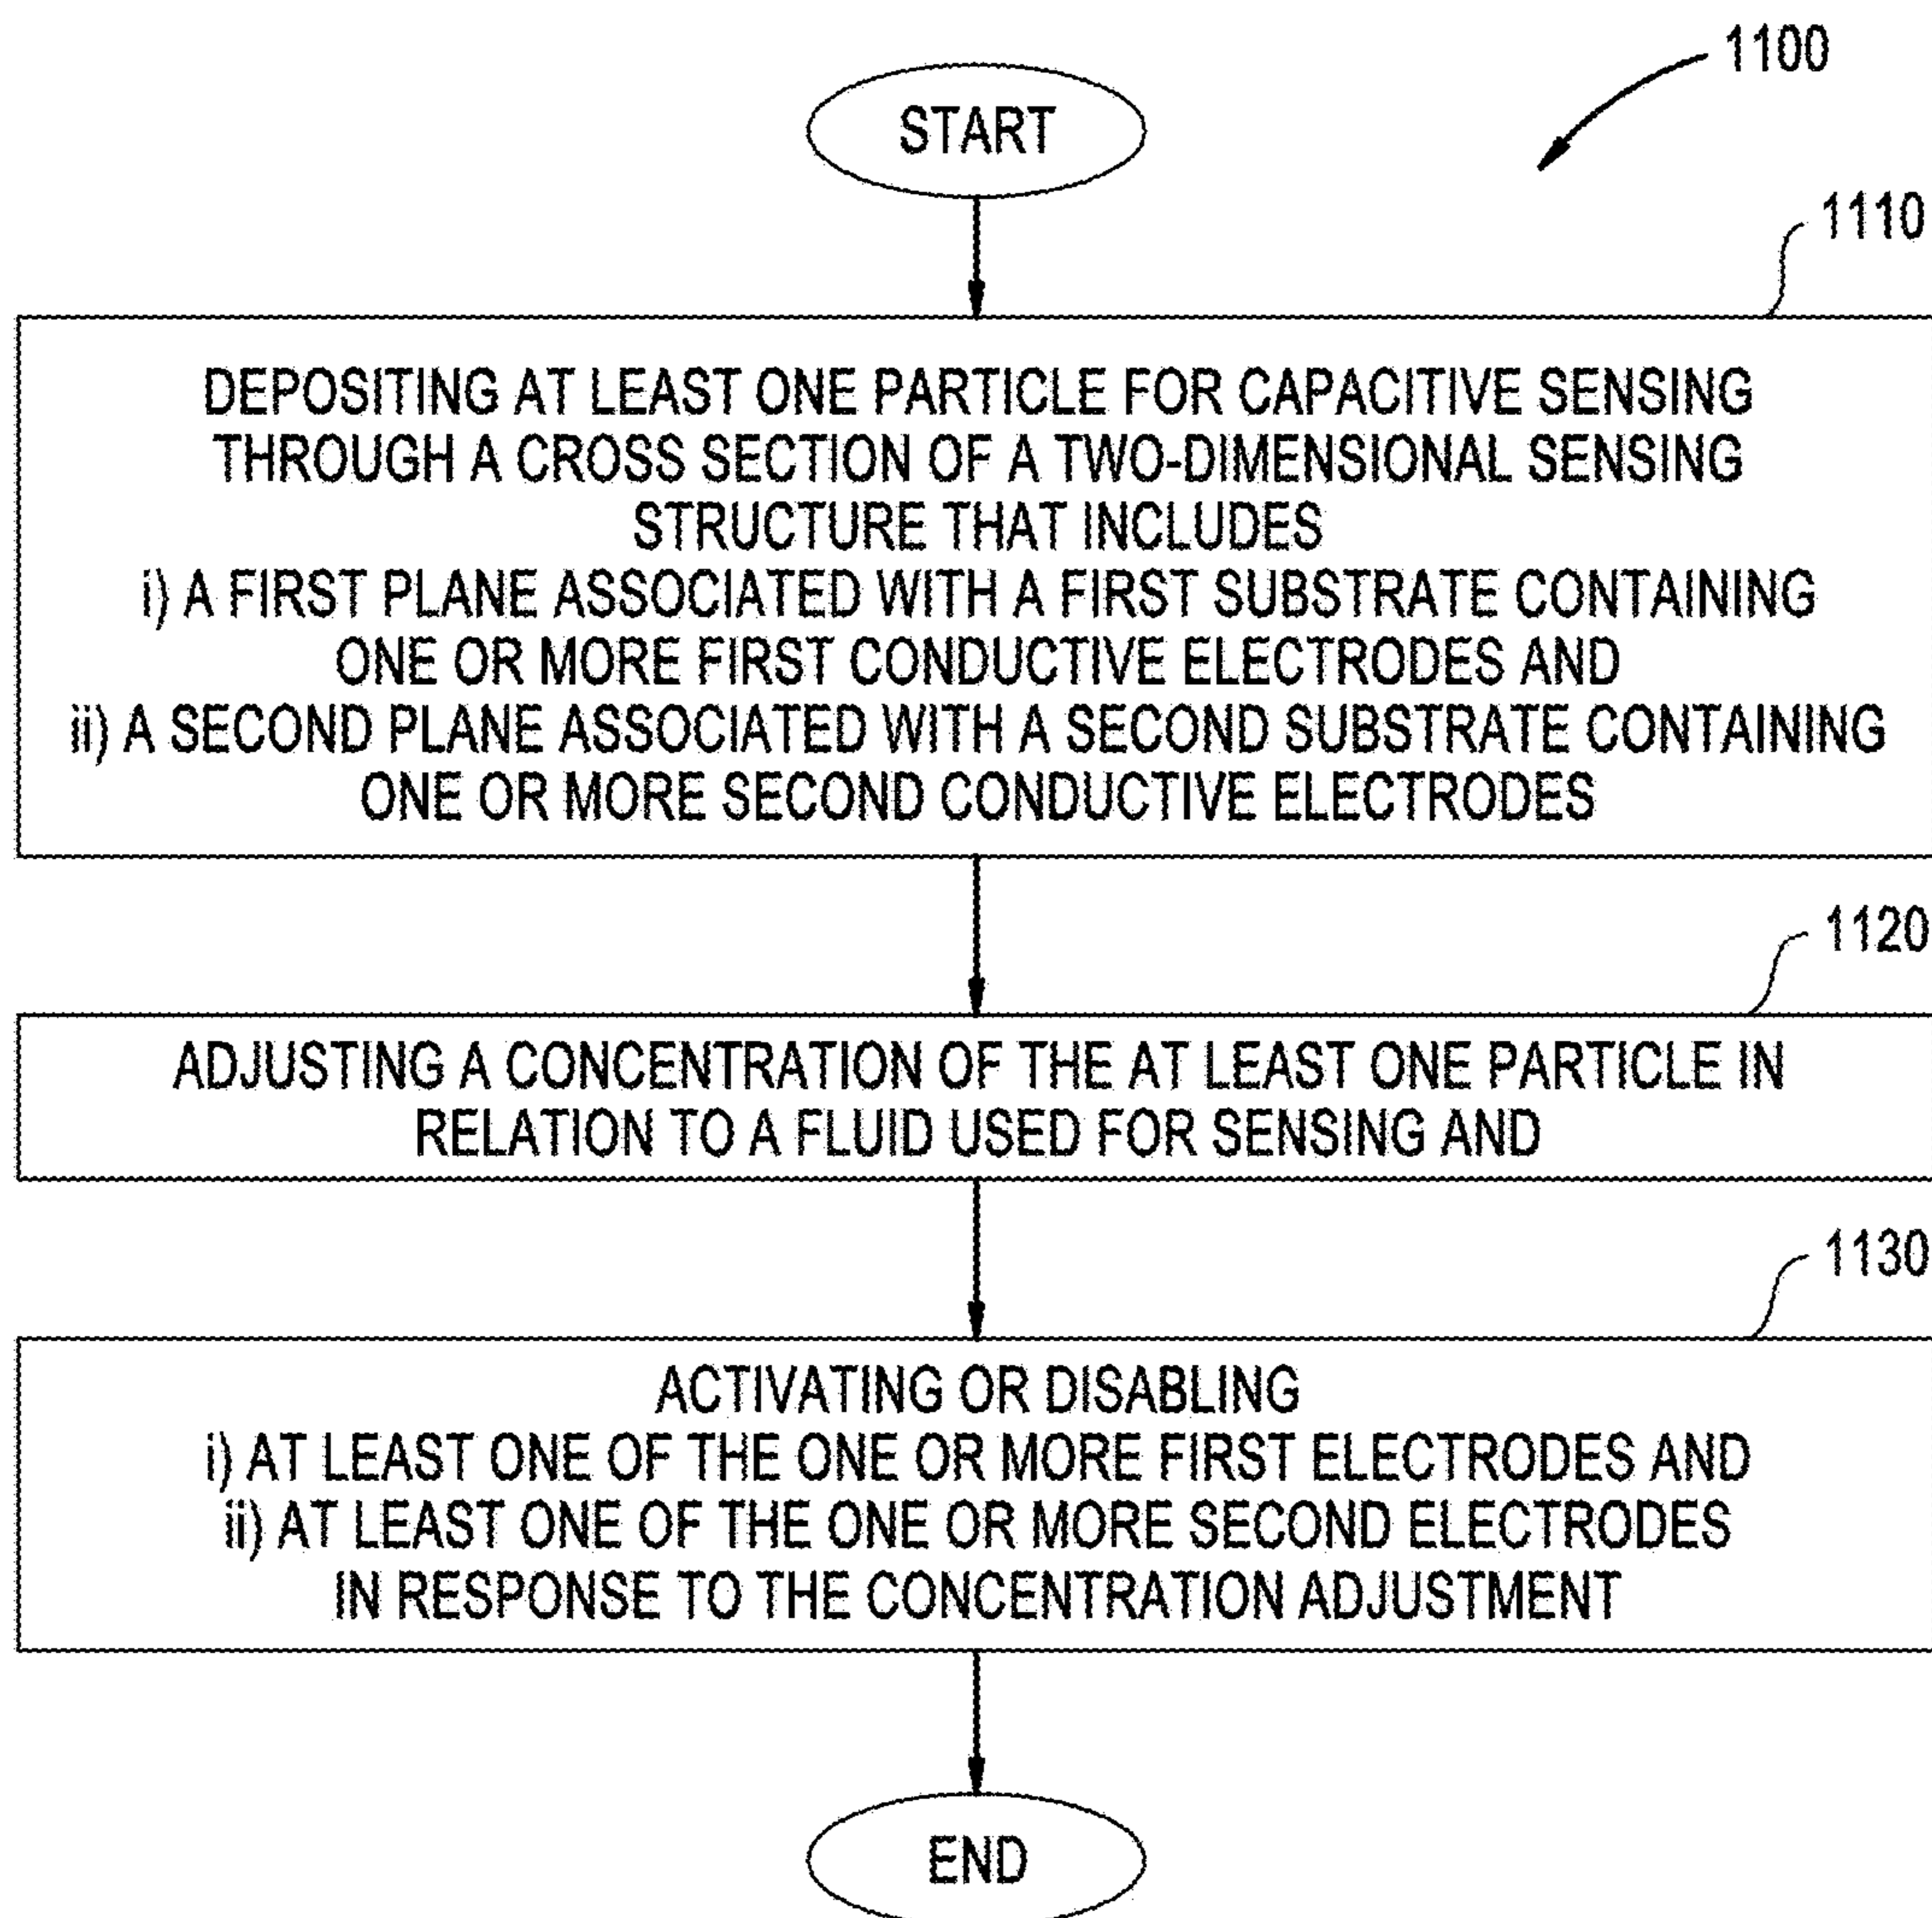 1100
START
1110
DEPOSITING AT LEAST ONE PARTICLE FOR CAPACITIVE SENSING
THROUGH A CROSS SECTION OF A TWO-DIMENSIONAL SENSING
STRUCTURE THAT INCLUDES
i) A FIRST PLANE ASSOCIATED WITH A FIRST SUBSTRATE CONTAINING
ONE OR MORE FIRST CONDUCTIVE ELECTRODES AND
ii) A SECOND PLANE ASSOCIATED WITH A SECOND SUBSTRATE CONTAINING
ONE OR MORE SECOND CONDUCTIVE ELECTRODES
1120
ADJUSTING A CONCENTRATION OF THE AT LEAST ONE PARTICLE IN
RELATION TO A FLUID USED FOR SENSING AND
1130
ACTIVATING OR DISABLING
i) AT LEAST ONE OF THE ONE OR MORE FIRST ELECTRODES AND
ii) AT LEAST ONE OF THE ONE OR MORE SECOND ELECTRODES
IN RESPONSE TO THE CONCENTRATION ADJUSTMENT
END